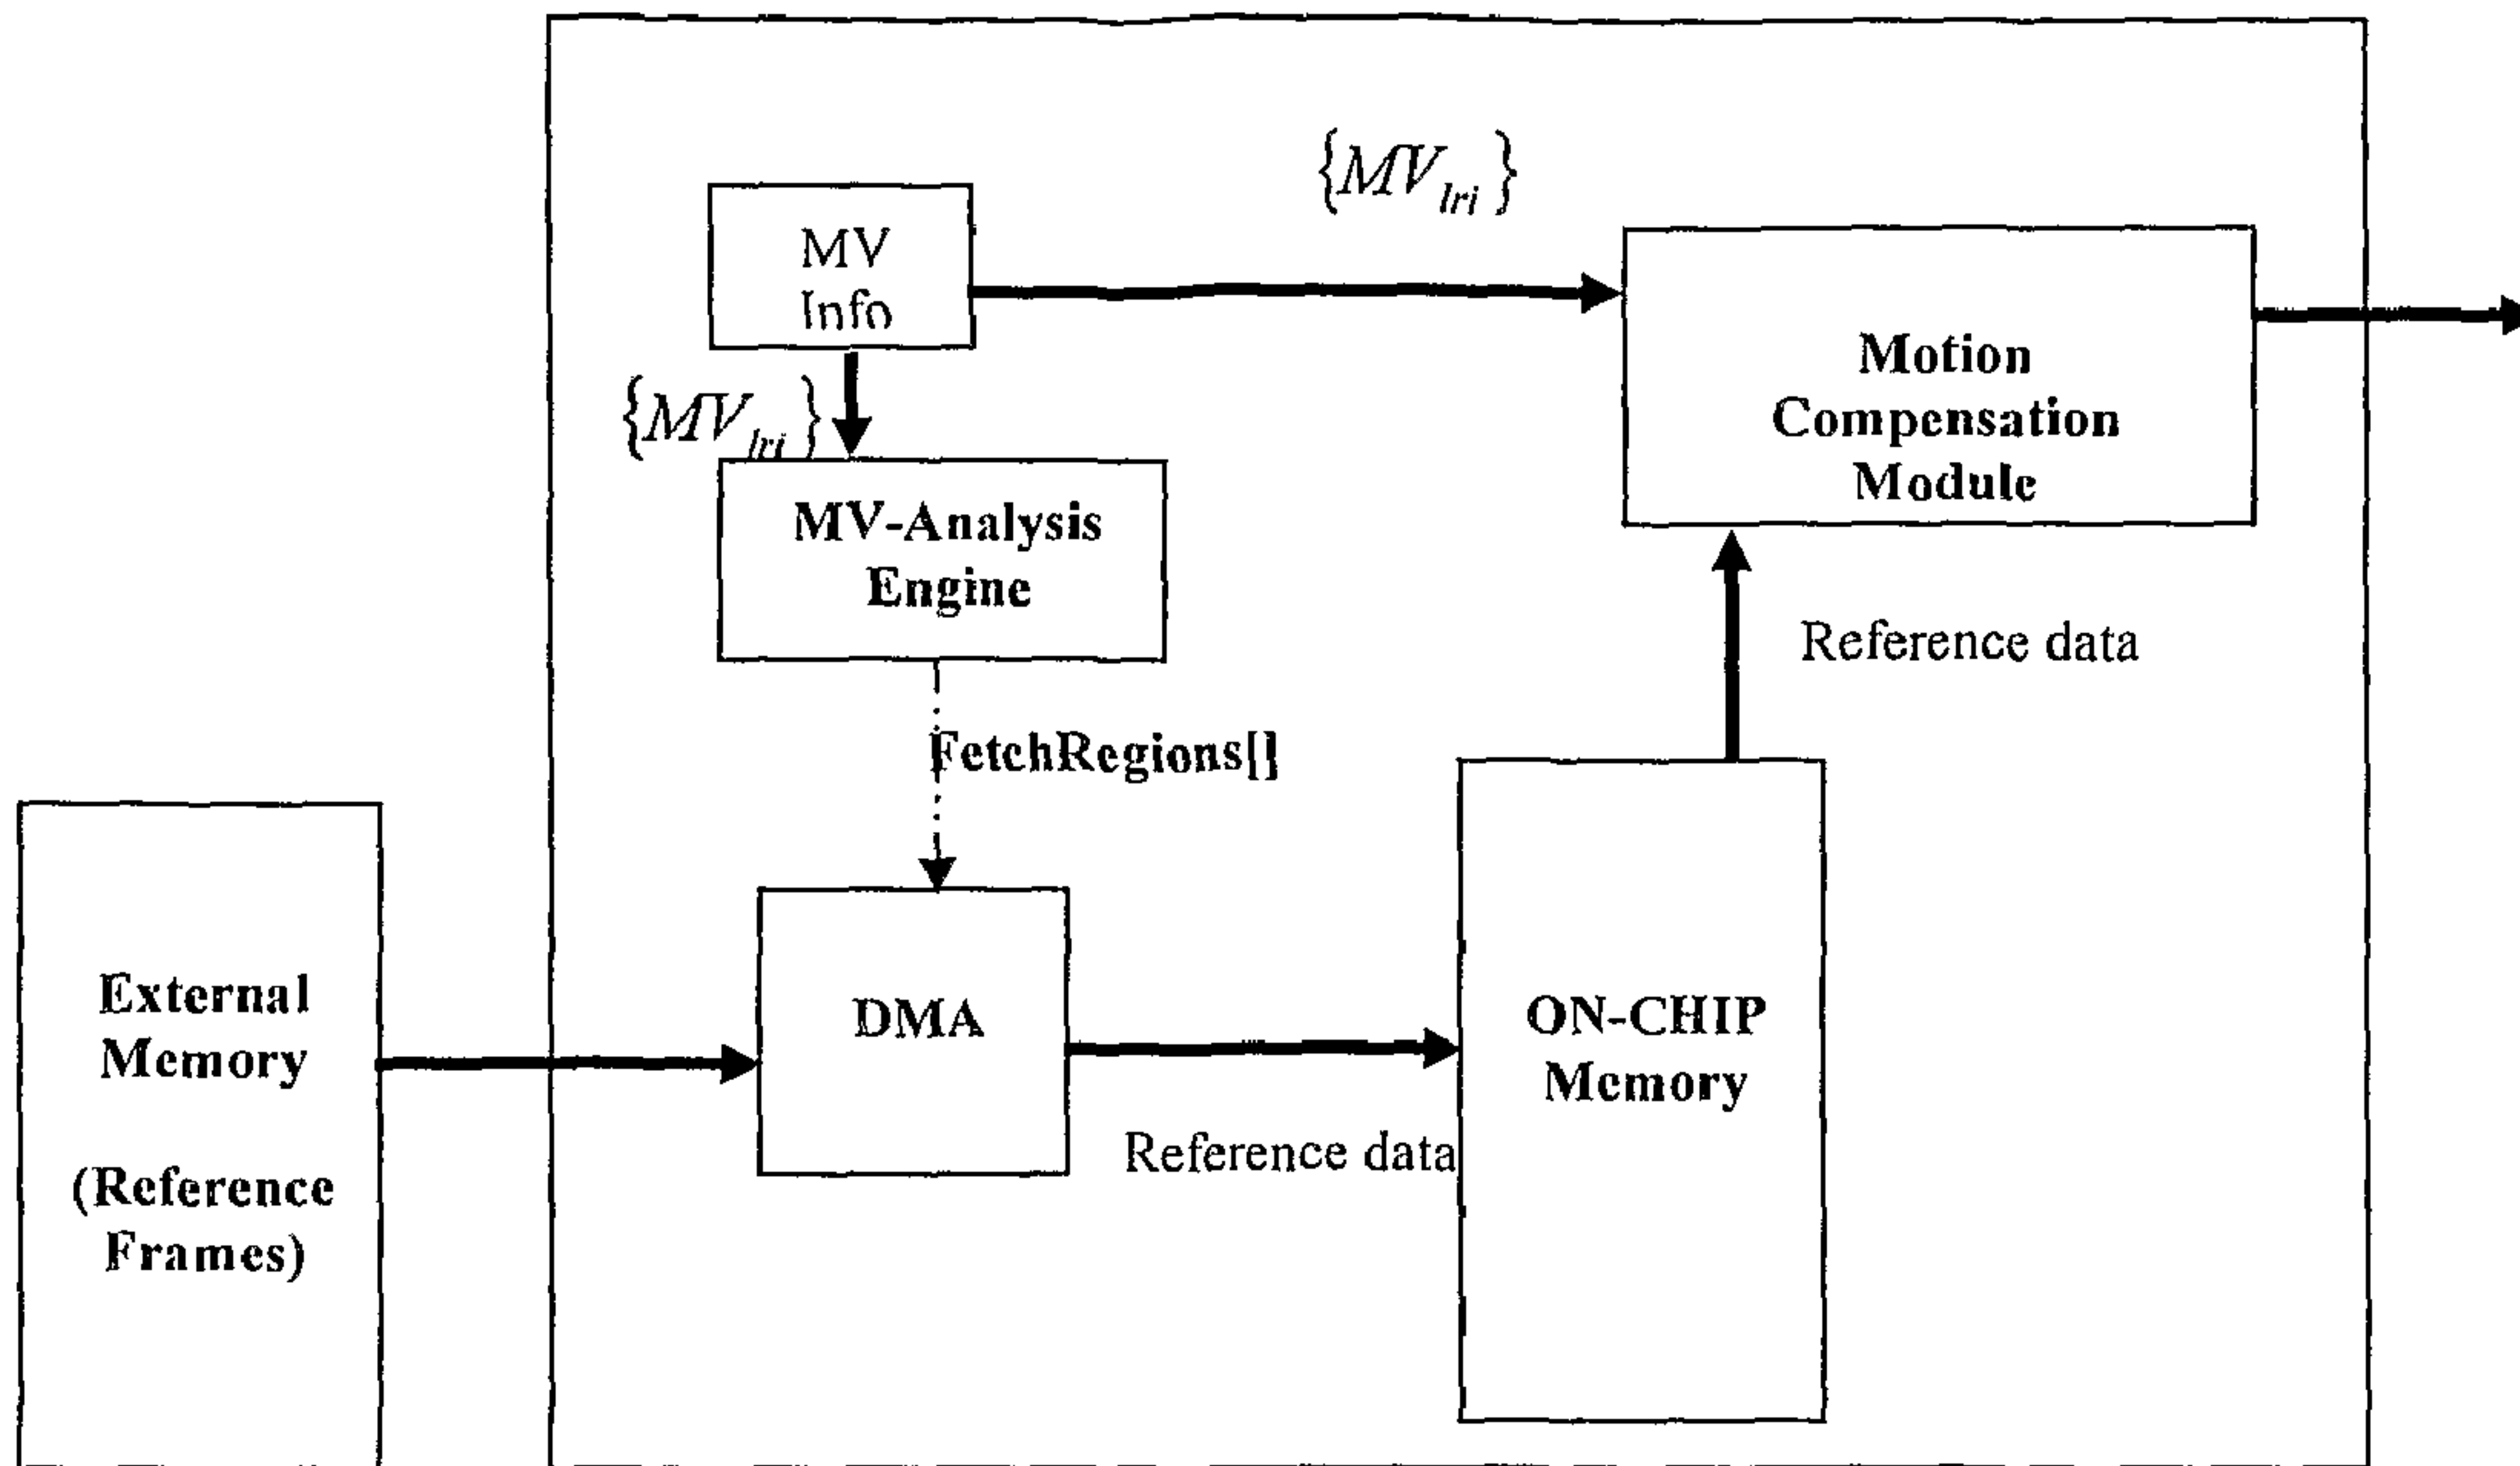 {MV_lri}
MV
Info
{MV_lri}
Motion
Compensation
Module
MV-Analysis
Engine
Reference data
FetchRegions[]
External
Memory
(Reference
Frames)
DMA
ON-CHIP
Memory
Reference data